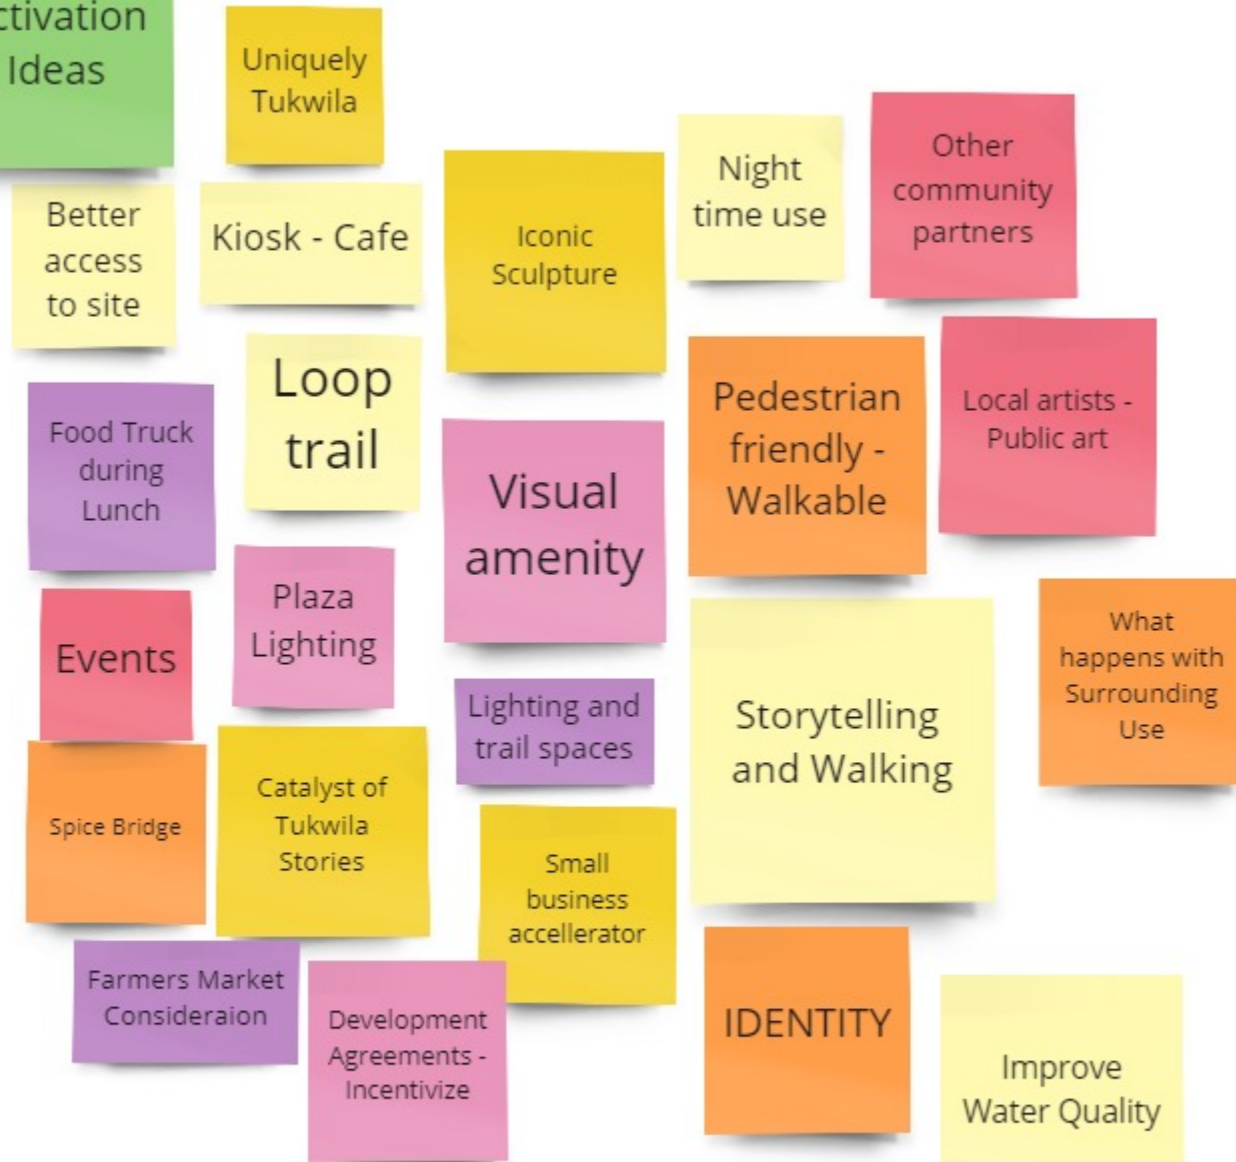 ctivation
Ideas
Uniquely
Tukwila
Better
access
to site
Kiosk - Cafe
Iconic
Sculpture
Night
time use
Other
community
partners
Food Truck
during
Lunch
Loop
trail
Visual
amenity
Pedestrian
friendly -
Walkable
Local artists -
Public art
Events
Plaza
Lighting
Lighting and
trail spaces
Storytelling
and Walking
What
happens with
Surrounding
Use
Spice Bridge
Catalyst of
Tukwila
Stories
Small
business
accellerator
Farmers Market
Consideraion
Development
Agreements -
Incentivize
IDENTITY
Improve
Water Quality